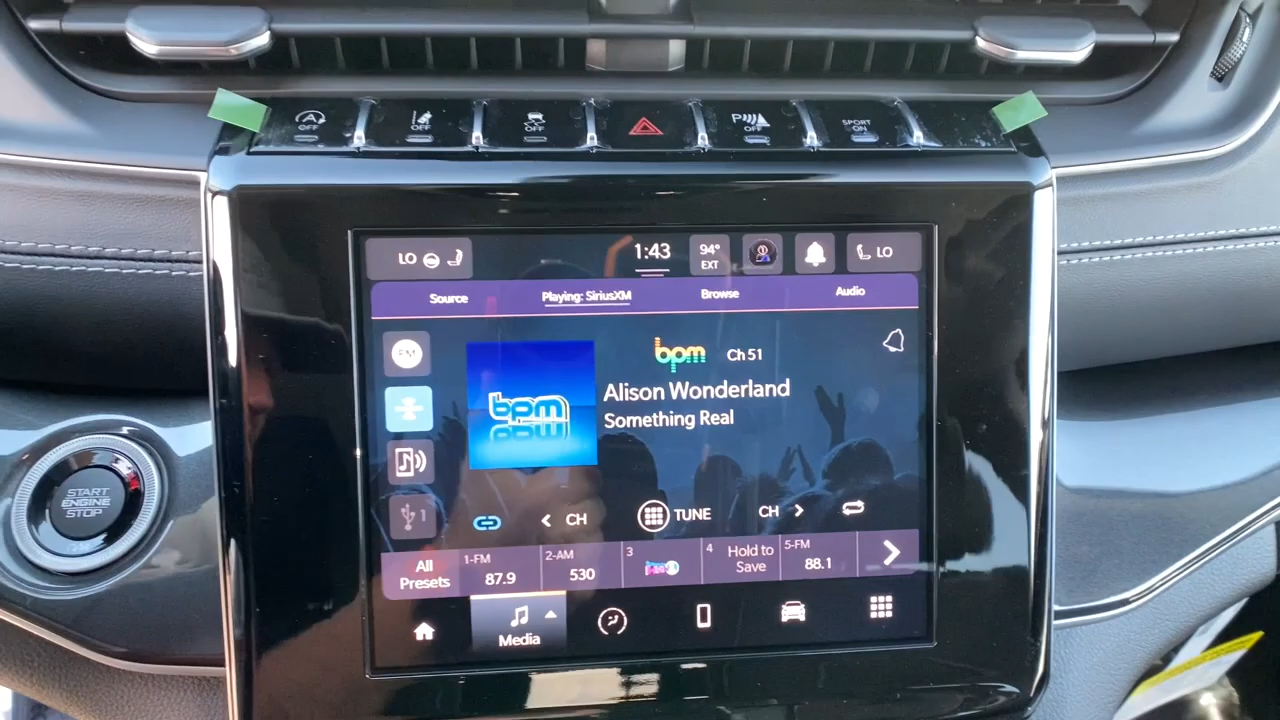 A OFF
OFF
OFF
P OFF
SPORT ON
LO
1:43
94° EXT
LO
Source
Playing: SiriusXM
Browse
Audio
FM
bpm
Ch 51
bpm
Alison Wonderland
Something Real
1
START
ENGINE
STOP
< CH
TUNE
CH >
All Presets
1-FM
87.9
2-AM
530
3
4
Hold to Save
5-FM
88.1
Media